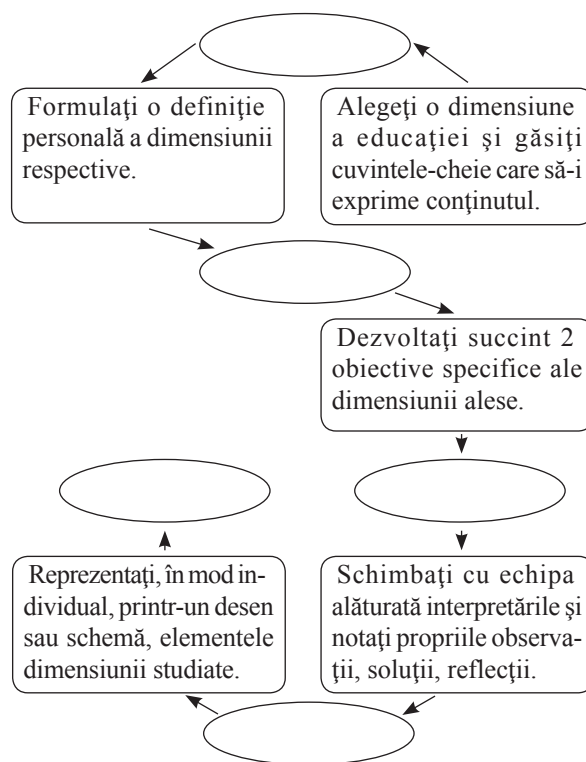 Formulaţi o definiţie
personală a dimensiunii
respective.
Alegeţi o dimensiune
a educaţiei şi găsiţi
cuvintele-cheie care să-i
exprime conţinutul.
Dezvoltaţi succint 2
obiective specifice ale
dimensiunii alese.
Reprezentaţi, în mod in-
dividual, printr-un desen
sau schemă, elementele
dimensiunii studiate.
Schimbaţi cu echipa
alăturată interpretările şi
notaţi propriile observa-
ţii, soluţii, reflecţii.